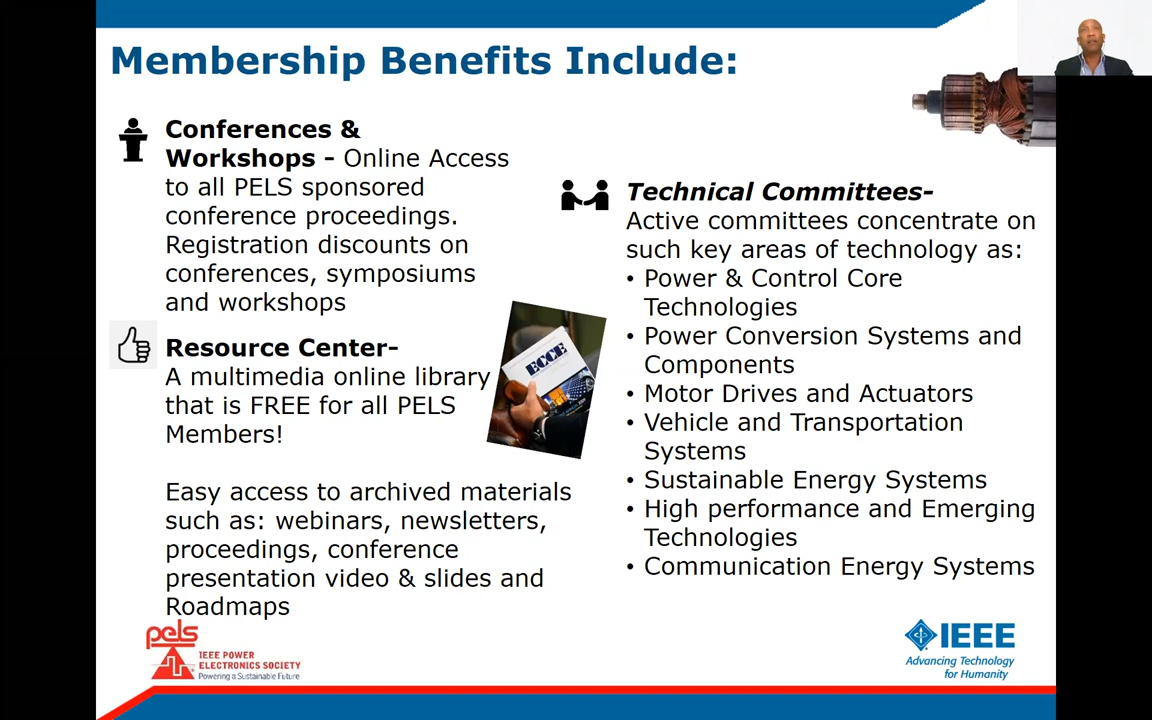 Membership Benefits Include:
Conferences &
Workshops - Online Access
to all PELS sponsored
conference proceedings.
Registration discounts on
conferences, symposiums
and workshops
Resource Center-
A multimedia online library
that is FREE for all PELS
Members!
Easy access to archived materials
such as: webinars, newsletters,
proceedings, conference
presentation video & slides and
Roadmaps
ECCE
Technical Committees-
Active committees concentrate on
such key areas of technology as:
• Power & Control Core
Technologies
• Power Conversion Systems and
Components
• Motor Drives and Actuators
• Vehicle and Transportation
Systems
• Sustainable Energy Systems
• High performance and Emerging
Technologies
• Communication Energy Systems
pels
IEEE POWER
ELECTRONICS SOCIETY
Powering a Sustainable Future
IEEE
Advancing Technology
for Humanity